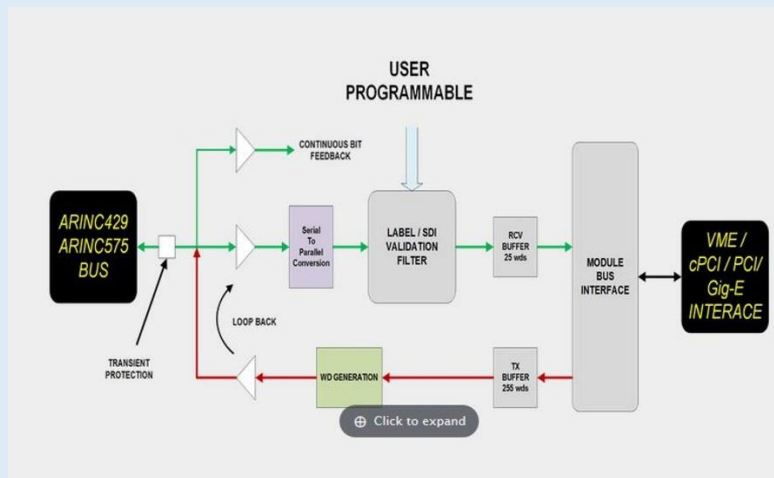 USER
PROGRAMMABLE
CONTINUOUS BIT
FEEDBACK
ARINC429
ARINC575
BUS
Serial
To
Parallel
Conversion
LABEL / SDI
VALIDATION
FILTER
RCV
BUFFER
25 wds
MODULE
BUS
INTERFACE
VME /
cPCI / PCI/
Gig-E
INTERACE
TRANSIENT
PROTECTION
LOOP BACK
WD GENERATION
TX
BUFFER
255 wds
Click to expand